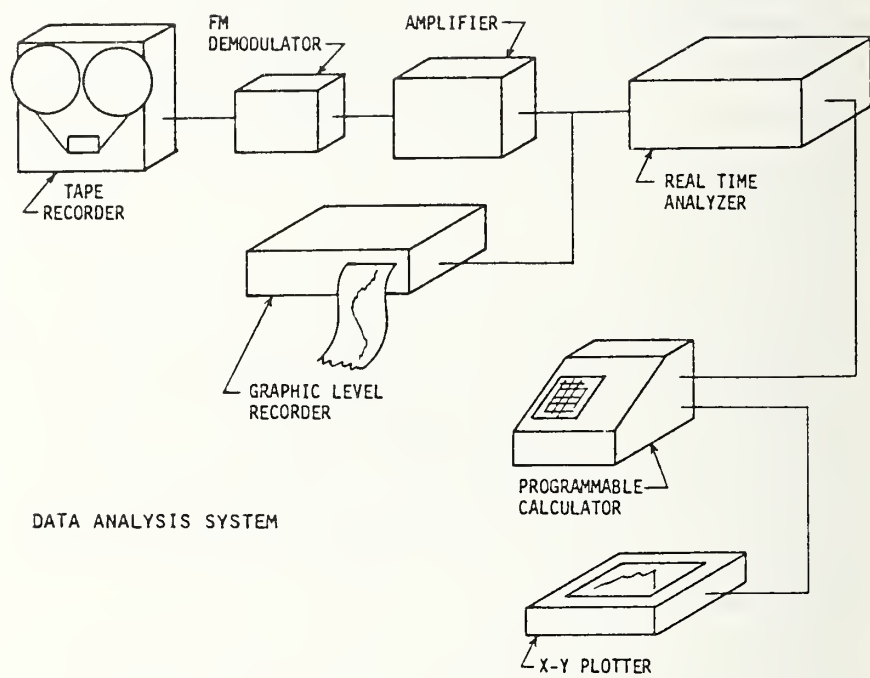 FM
DEMODULATOR
AMPLIFIER
TAPE
RECORDER
REAL TIME
ANALYZER
GRAPHIC LEVEL
RECORDER
PROGRAMMABLE
CALCULATOR
DATA ANALYSIS SYSTEM
X-Y PLOTTER